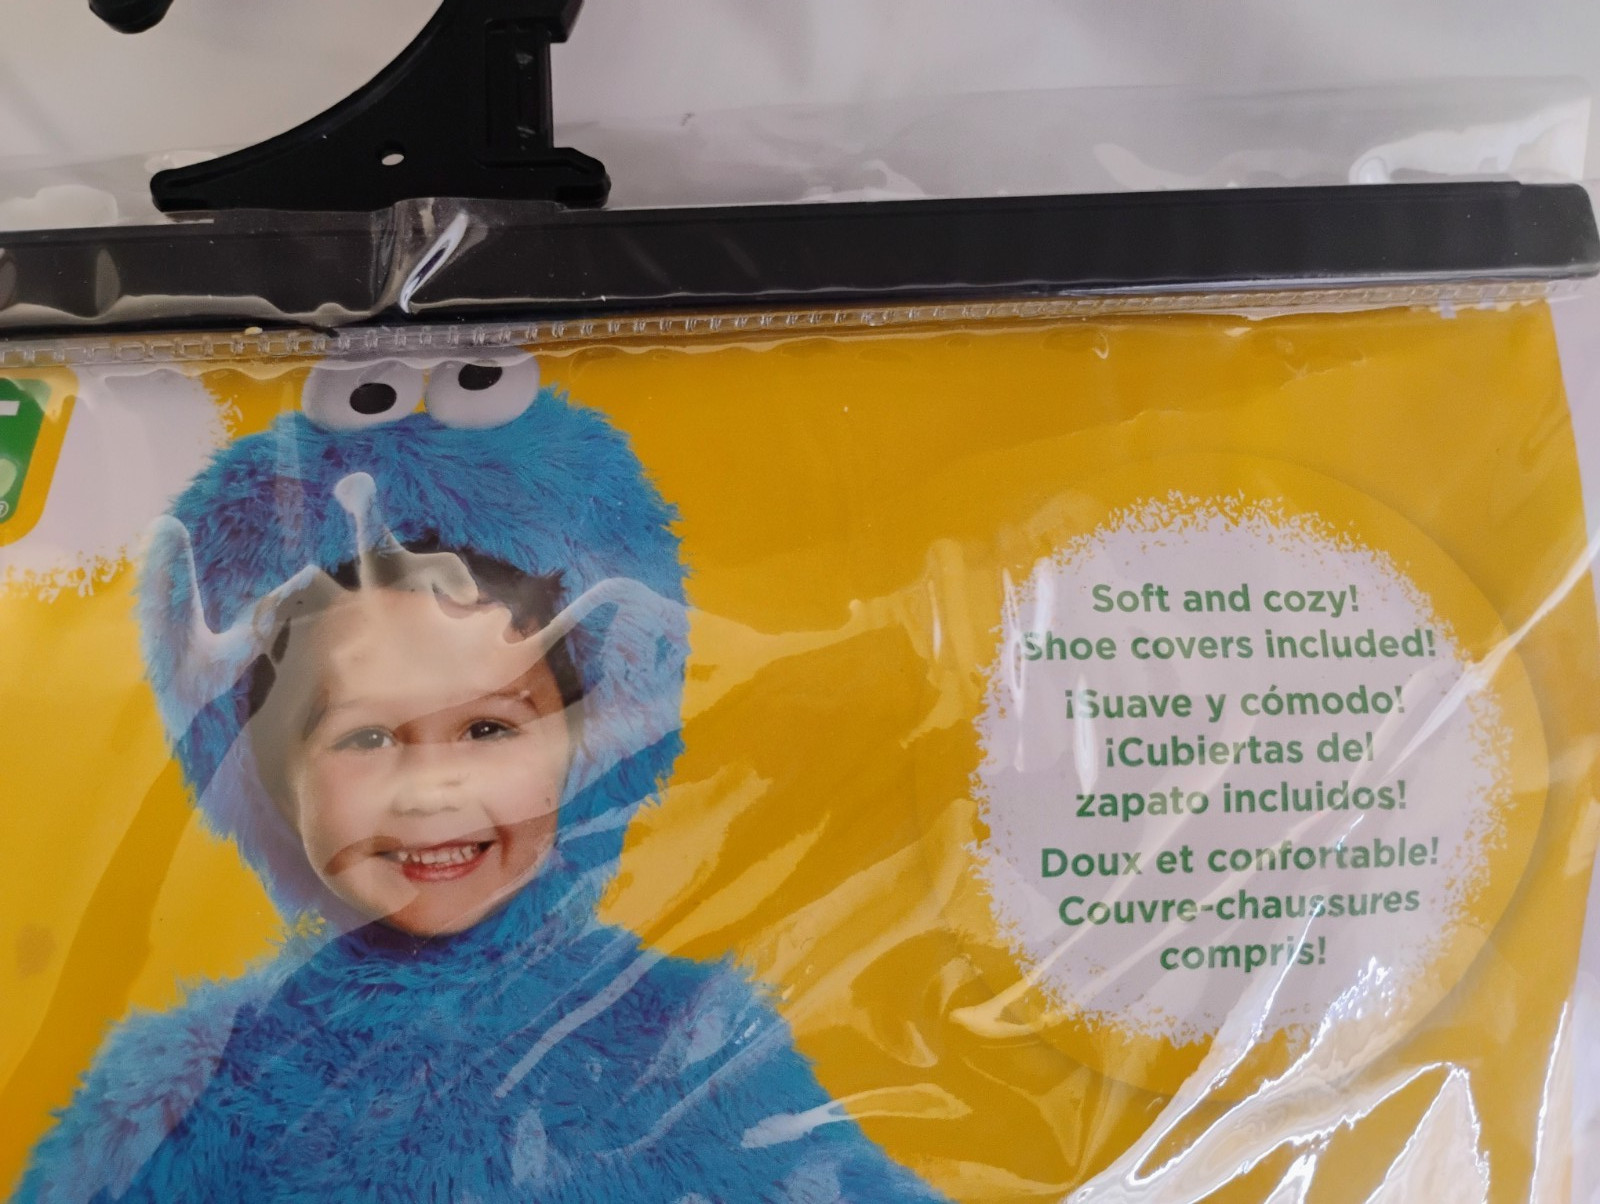 Soft and cozy!
Shoe covers included!
¡Suave y cómodo!
¡Cubiertas del
zapato incluidos!
Doux et confortable!
Couvre-chaussures
compris!